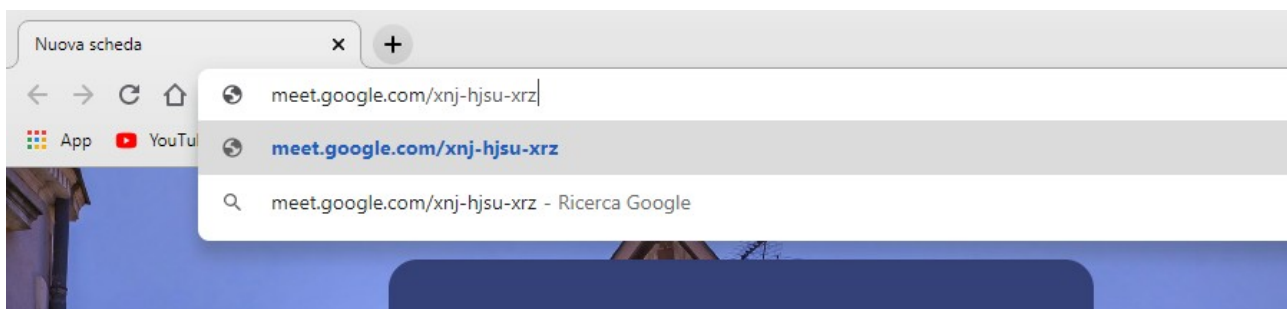 Nuova scheda
meet.google.com/xnj-hjsu-xrz
App YouTu
meet.google.com/xnj-hjsu-xrz
meet.google.com/xnj-hjsu-xrz - Ricerca Google